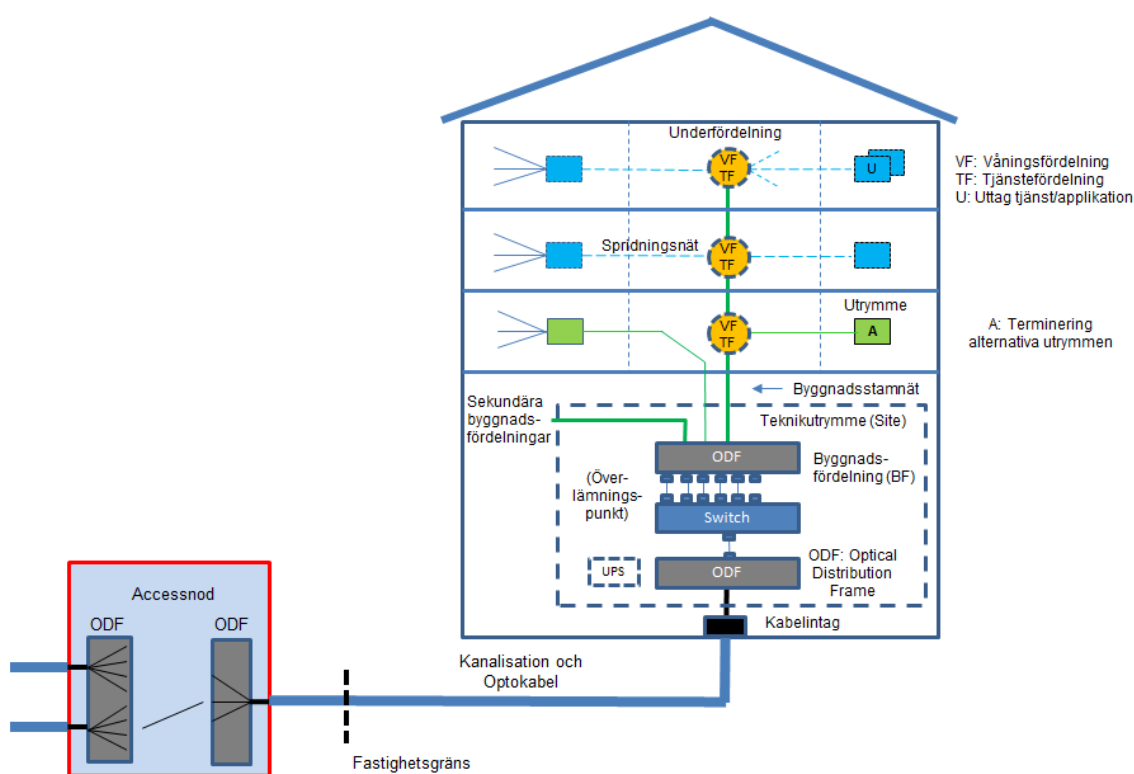 Underfördelning
VF
TF
U
VF: Våningsfördelning
TF: Tjänstefördelning
U: Uttag tjänst/applikation
Spridningsnät
VF
TF
Utrymme
VF
TF
A
A: Terminering
alternativa utrymmen
Byggnadsstamnät
Sekundära
byggnads-
fördelningar
Teknikutrymme (Site)
ODF
Byggnads-
fördelning (BF)
(Över-
lämnings-
punkt)
Switch
UPS
ODF
ODF: Optical
Distribution
Frame
Kabelintag
Accessnod
ODF
ODF
Kanalisation och
Optokabel
Fastighetsgräns